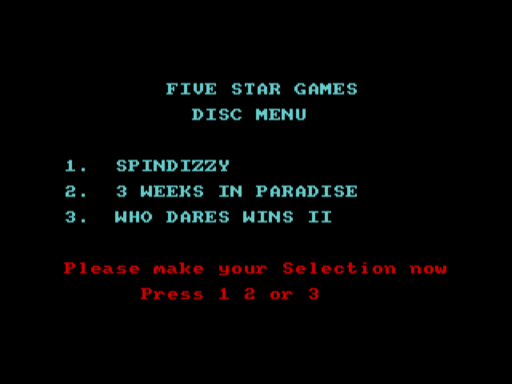 FIVE STAR GAMES
DISC MENU
1. SPINDIZZY
2. 3 WEEKS IN PARADISE
3. WHO DARES WINS II
Please make your Selection now
Press 1 2 or 3